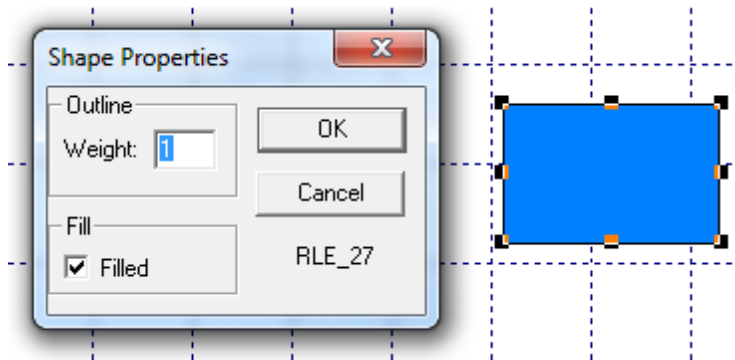 Shape Properties
Outline
Weight: 1
OK
Cancel
Fill
Filled
RLE_27